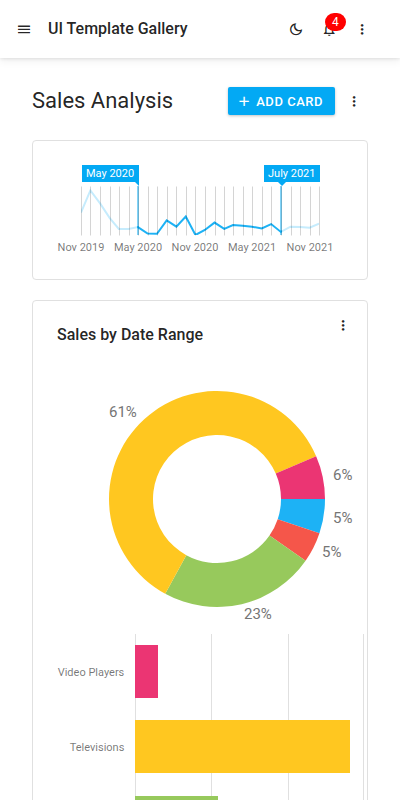 UI Template Gallery
4
Sales Analysis
ADD CARD
May 2020
July 2021
Nov 2019 May 2020 Nov 2020 May 2021 Nov 2021
Sales by Date Range
61%
6%
5%
5%
23%
Video Players
Televisions